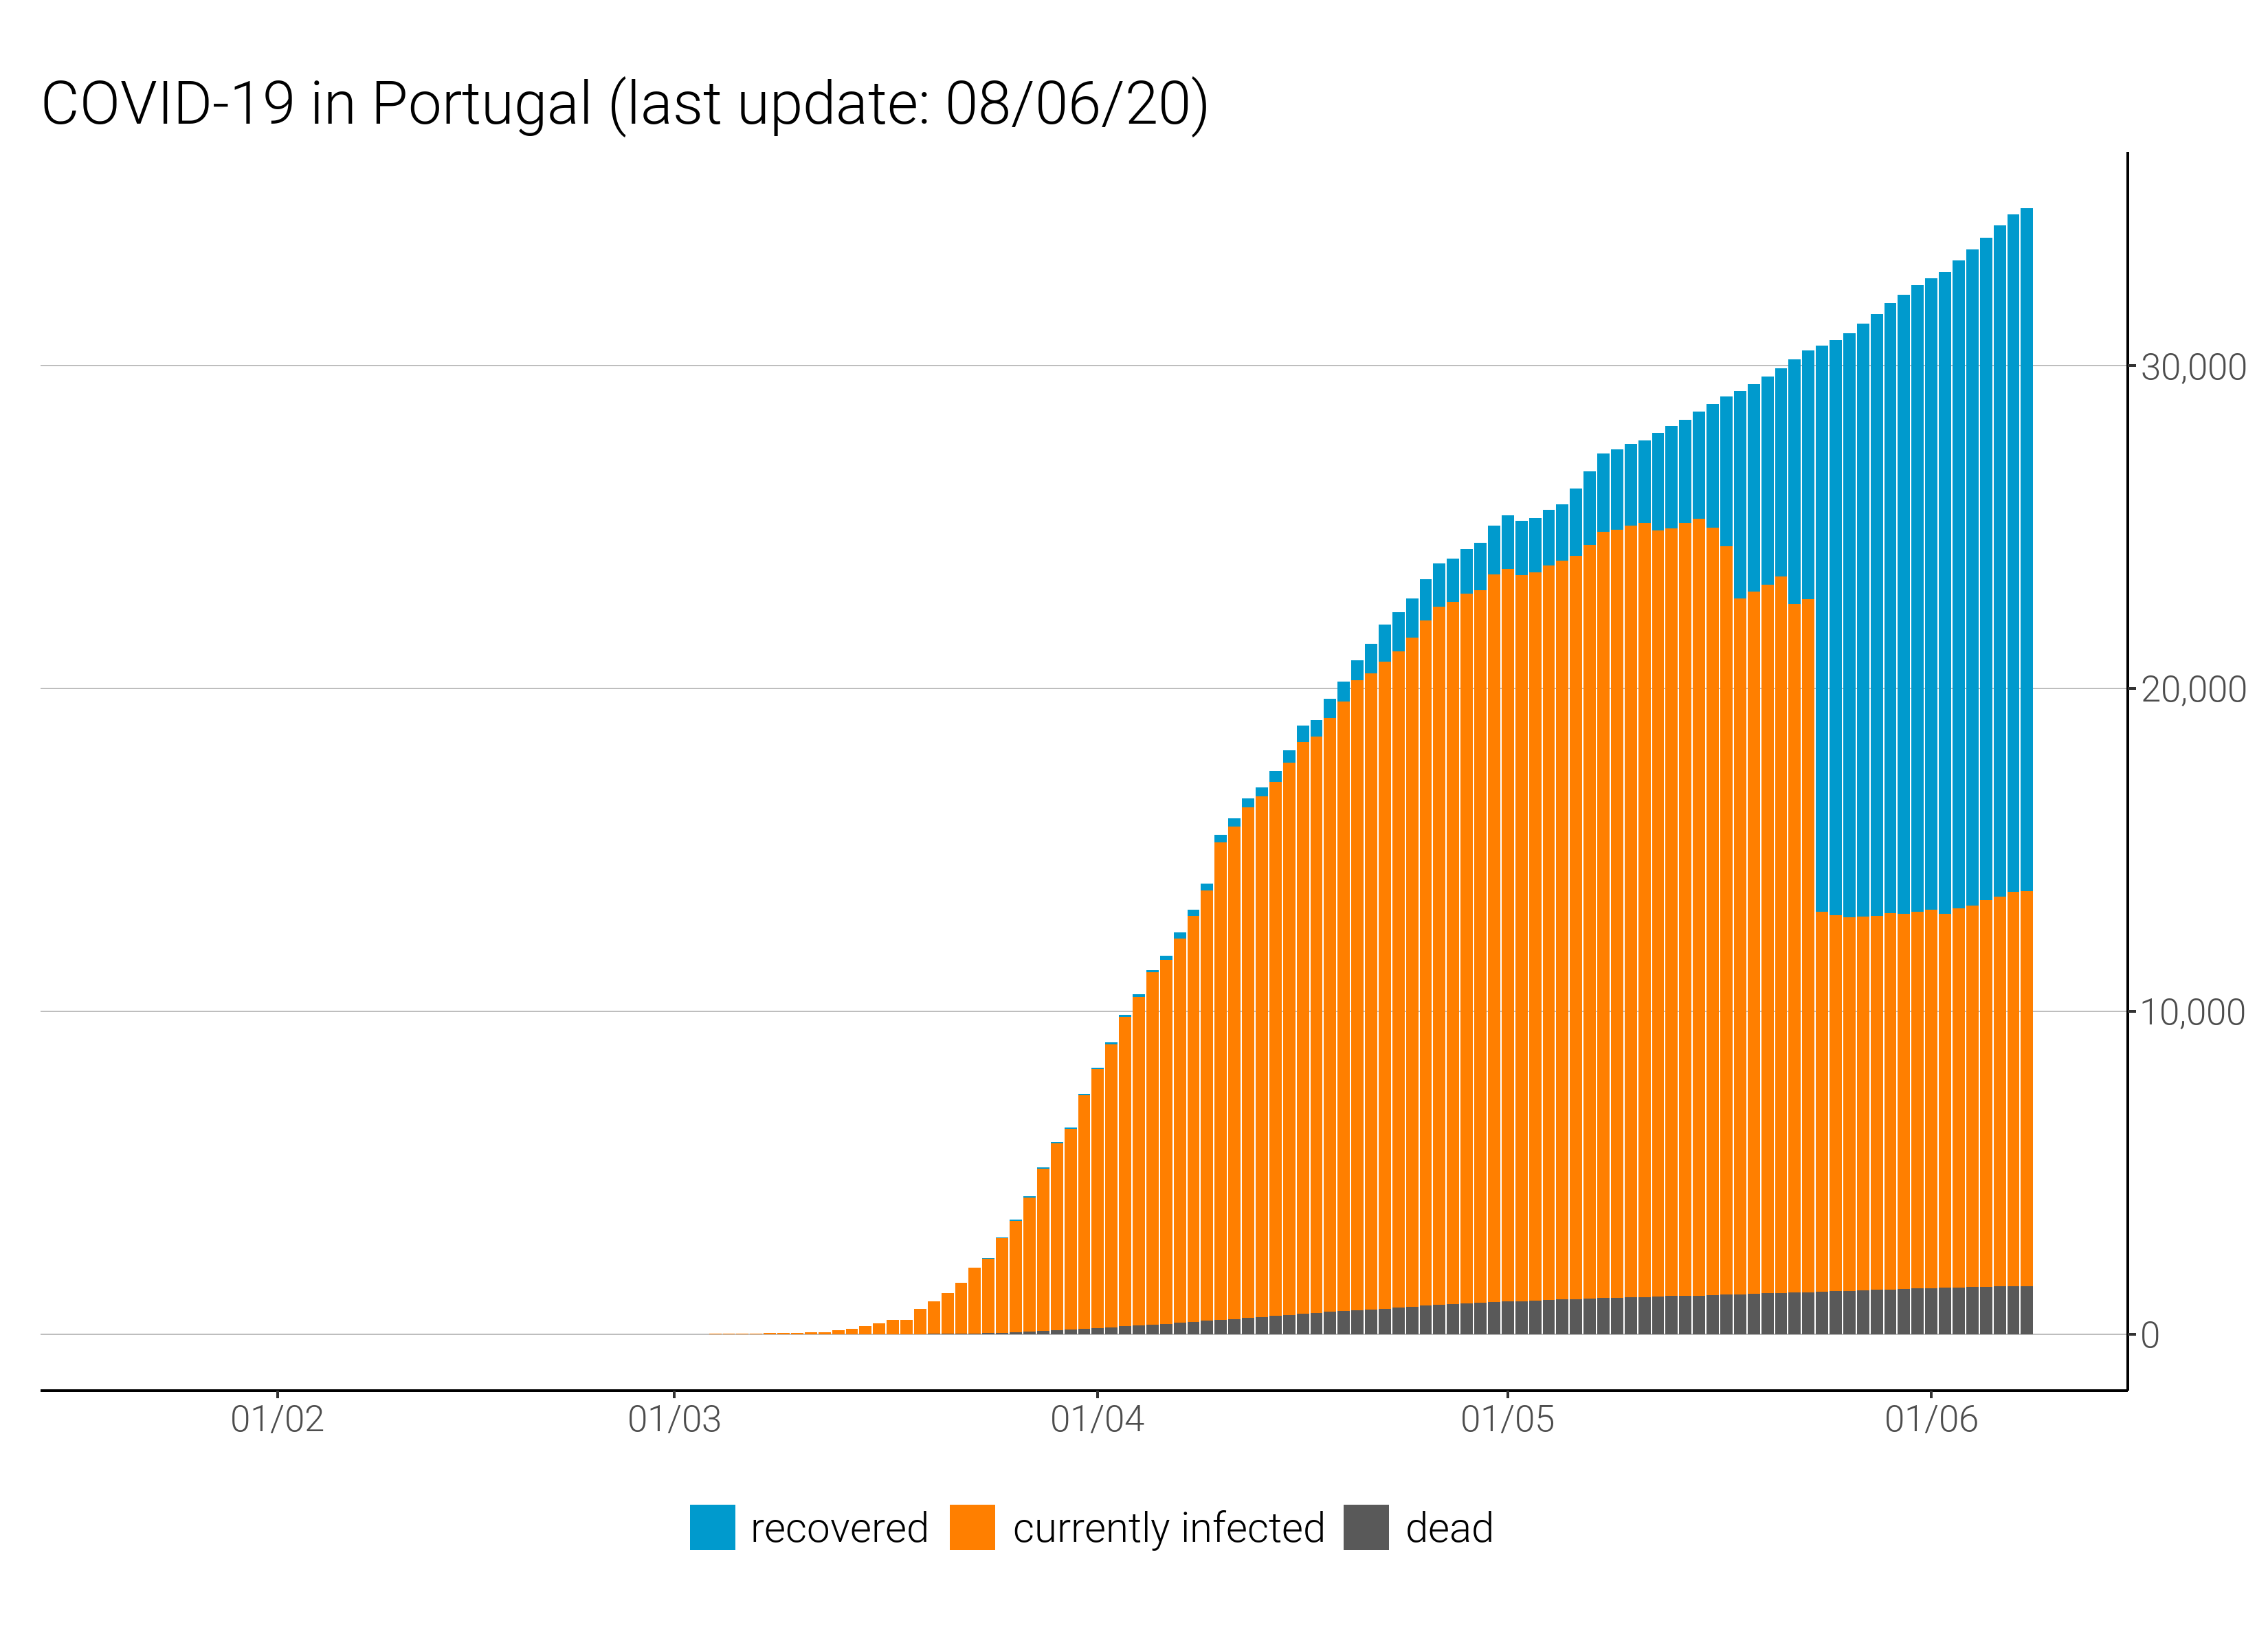 COVID-19 in Portugal (last update: 08/06/20)
30,000
20,000
10,000
0
01/02 01/03 01/04 01/05 01/06
recovered currently infected dead